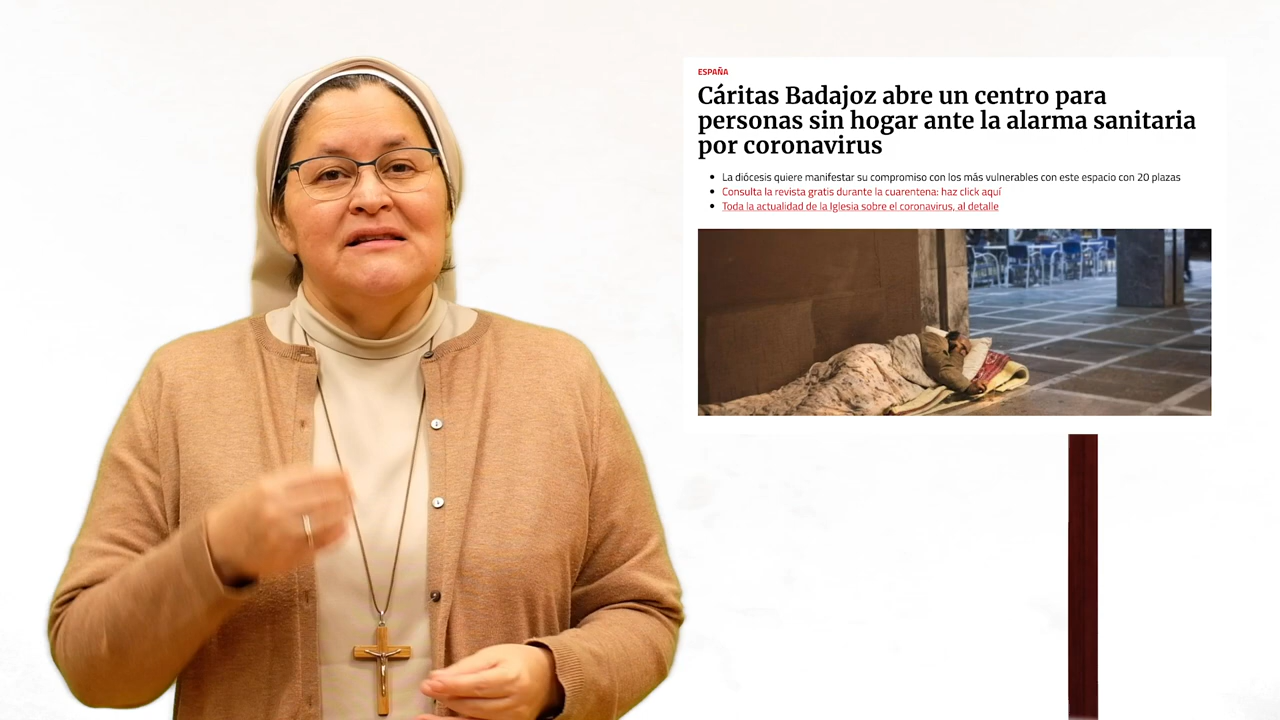 ESPAÑA
Cáritas Badajoz abre un centro para
personas sin hogar ante la alarma sanitaria
por coronavirus
La diócesis quiere manifestar su compromiso con los más vulnerables con este espacio con 20 plazas
Consulta la revista gratis durante la cuarentena: haz click aquí
Toda la actualidad de la Iglesia sobre el coronavirus, al detalle